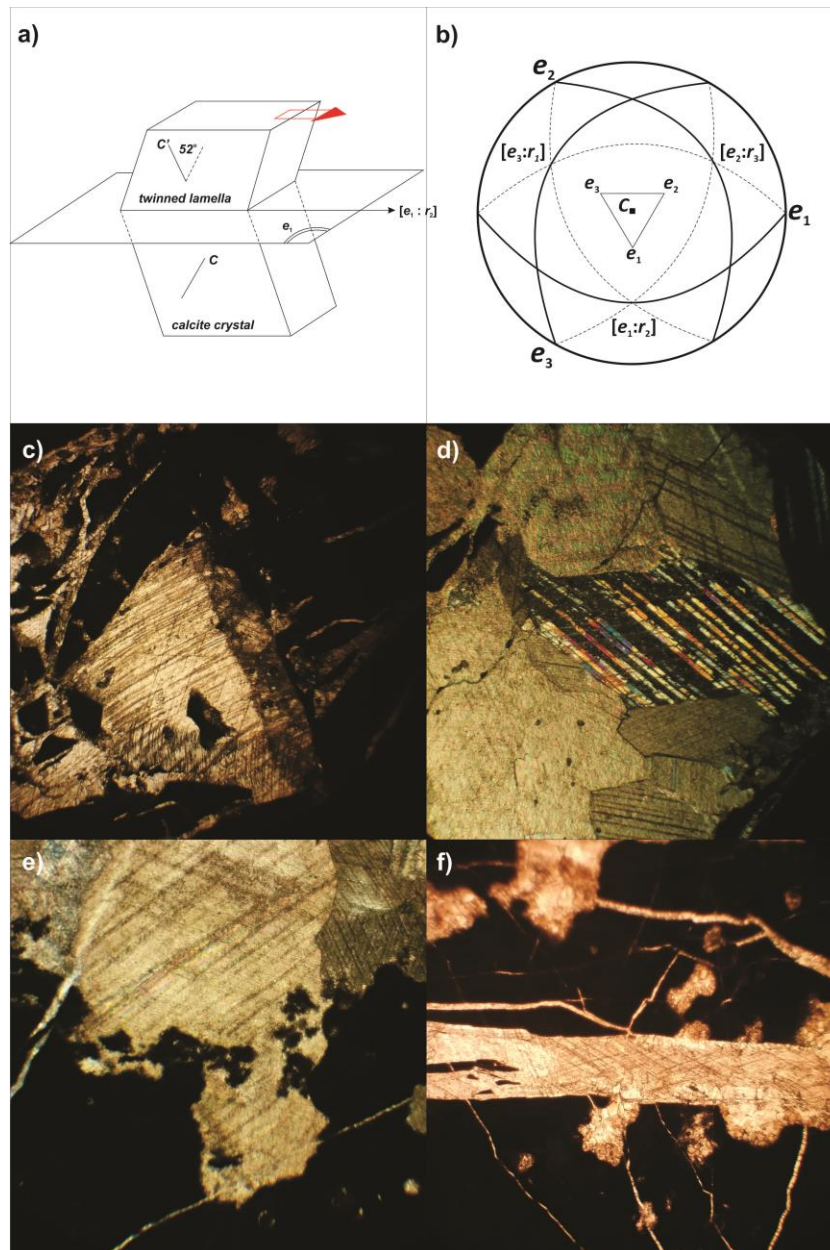 a)
C'
52°
twinned lamella
[e₁ : r₂]
e₁
C
calcite crystal
b)
e₂
[e₃:r₁]
[e₂:r₃]
e₃
e₂
C
e₁
e₁
[e₁:r₂]
e₃
c)
d)
e)
f)